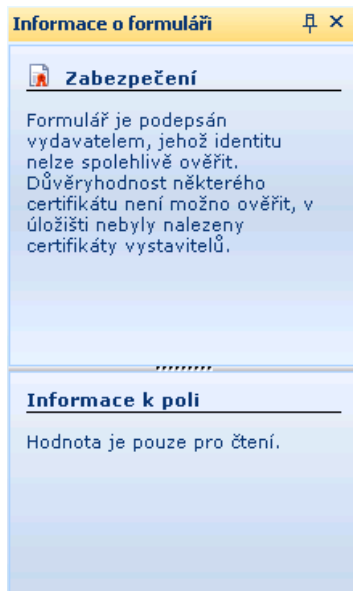 Informace o formuláři
Zabezpečení
Formulář je podepsán
vydavatelem, jehož identitu
nelze spolehlivě ověřit.
Důvěryhodnost některého
certifikátu není možno ověřit, v
úložišti nebyly nalezeny
certifikáty vystavitelů.
Informace k poli
Hodnota je pouze pro čtení.